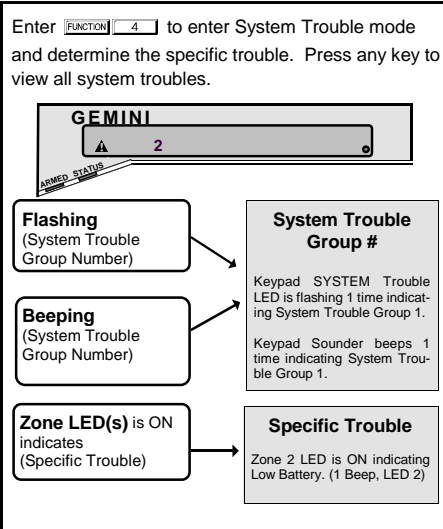 Enter FUNCTION 4 to enter System Trouble mode
and determine the specific trouble. Press any key to
view all system troubles.
GEMINI
2
ARMED STATUS
Flashing
(System Trouble
Group Number)
Beeping
(System Trouble
Group Number)
Zone LED(s) is ON
indicates
(Specific Trouble)
System Trouble
Group #
Keypad SYSTEM Trouble
LED is flashing 1 time indicat-
ing System Trouble Group 1.
Keypad Sounder beeps 1
time indicating System Trou-
ble Group 1.
Specific Trouble
Zone 2 LED is ON indicating
Low Battery. (1 Beep, LED 2)